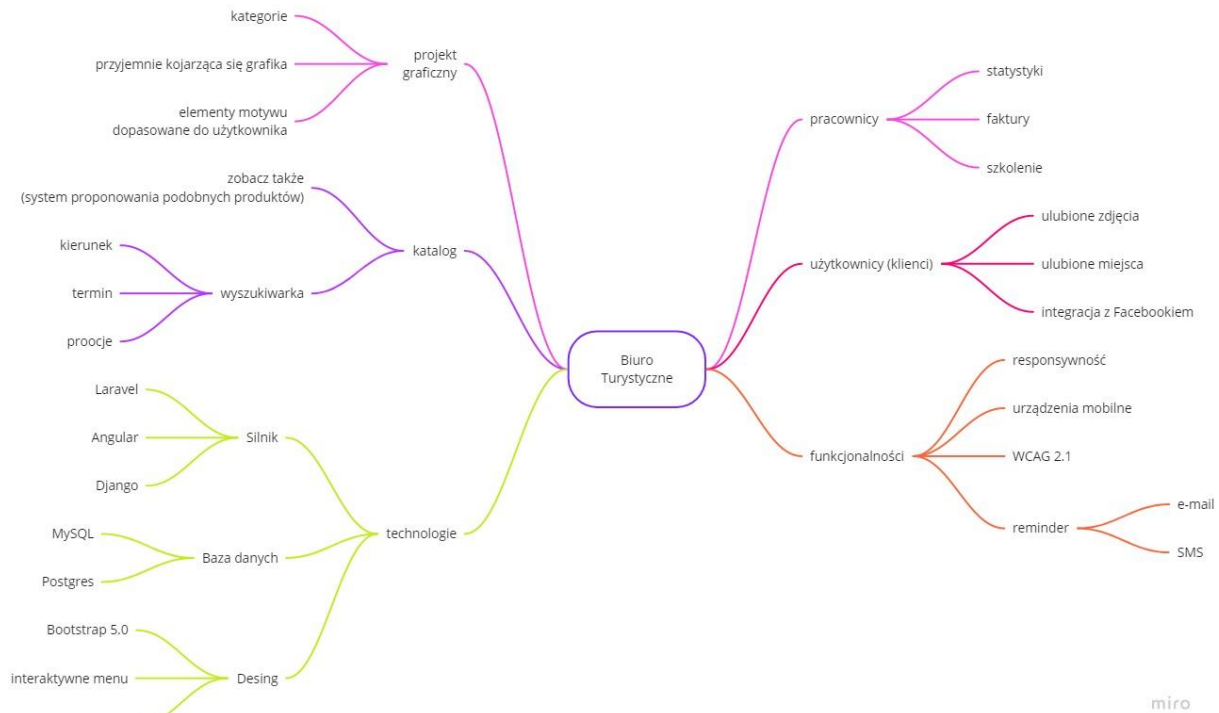 kategorie
przyjemnie kojarząca się grafika
elementy motywu
dopasowane do użytkownika
projekt
graficzny
zobacz także
(system proponowania podobnych produktów)
kierunek
termin
proocje
wyszukiwarka
katalog
Laravel
Angular
Django
Silnik
MySQL
Postgres
Baza danych
technologie
Bootstrap 5.0
interaktywne menu
Desing
Biuro
Turystyczne
pracownicy
statystyki
faktury
szkolenie
użytkownicy (klienci)
ulubione zdjęcia
ulubione miejsca
integracja z Facebookiem
funkcjonalności
responsywność
urządzenia mobilne
WCAG 2.1
reminder
e-mail
SMS
miro